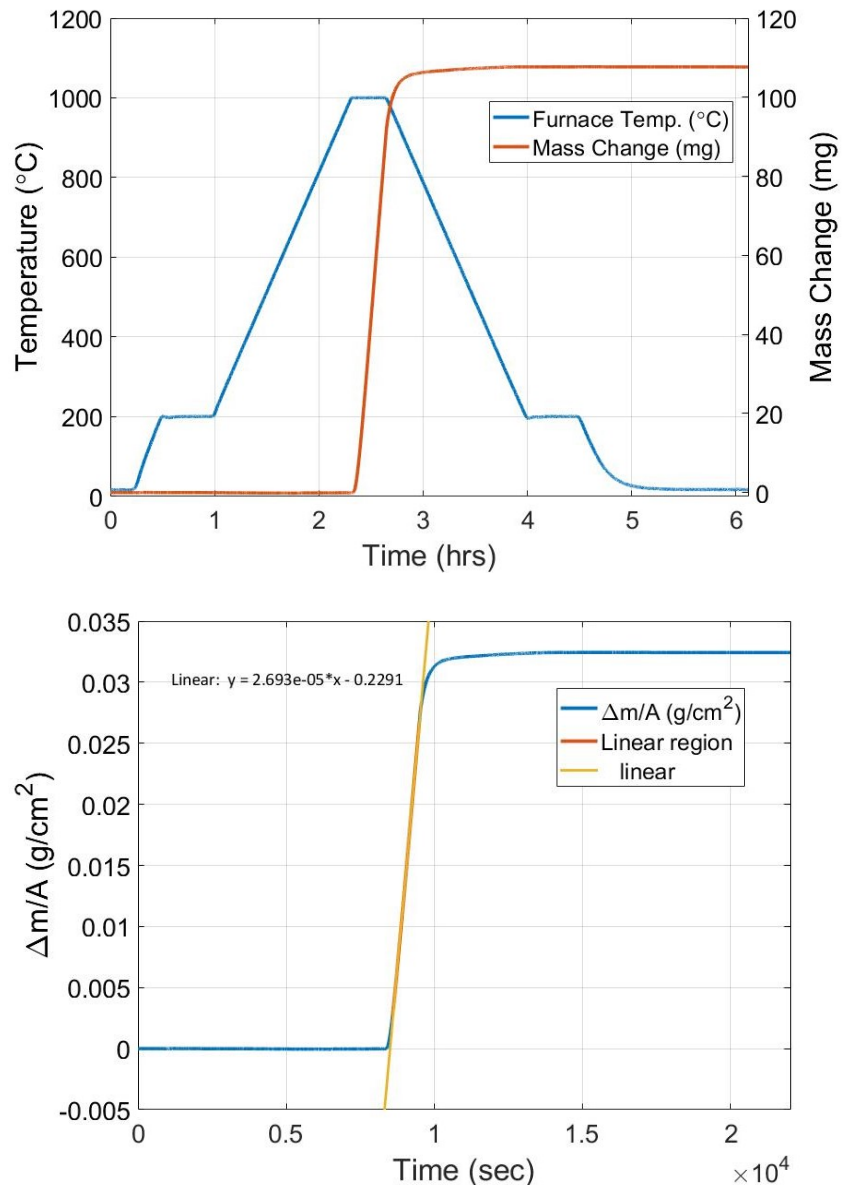 1200
1000
800
600
400
200
0
Temperature (°C)
120
100
80
60
40
20
0
Mass Change (mg)
Furnace Temp. (°C)
Mass Change (mg)
0 1 2 3 4 5 6
Time (hrs)
0.035
0.03
0.025
0.02
0.015
0.01
0.005
0
-0.005
Δm/A (g/cm²)
Linear: y = 2.693e-05*x - 0.2291
Δm/A (g/cm²)
Linear region
linear
0 0.5 1 1.5 2
Time (sec)
×10⁴